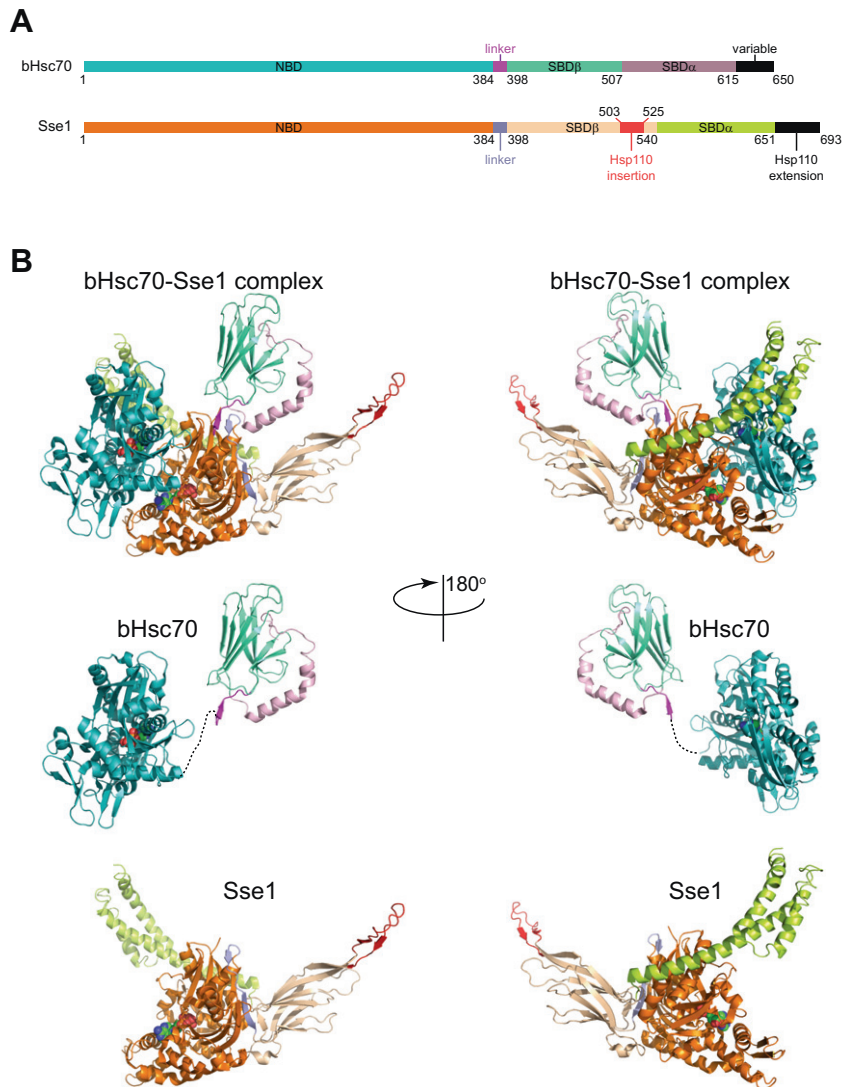 A
linker
variable
bHsc70
NBD
SBDβ
SBDα
1
384
398
507
615
650
503
525
Sse1
NBD
SBDβ
SBDα
1
384
398
540
651
693
linker
Hsp110
insertion
Hsp110
extension
B
bHsc70-Sse1 complex
bHsc70-Sse1 complex
180°
bHsc70
bHsc70
Sse1
Sse1